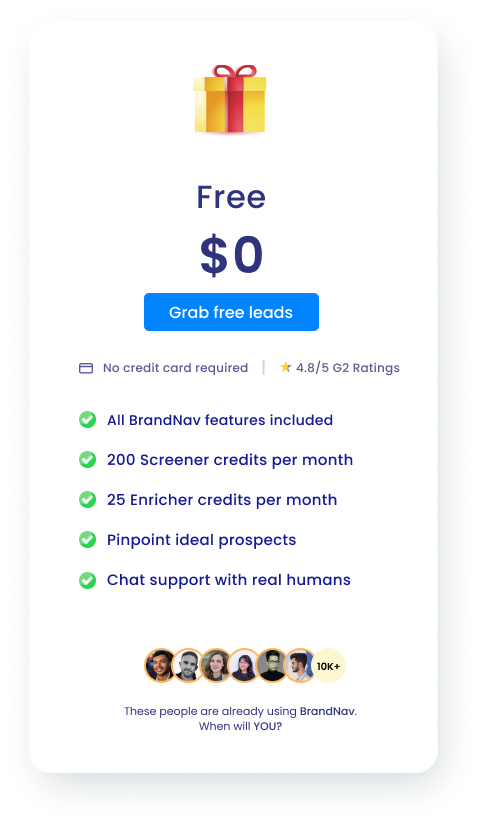 Free
$0
Grab free leads
No credit card required | 4.8/5 G2 Ratings
All BrandNav features included
200 Screener credits per month
25 Enricher credits per month
Pinpoint ideal prospects
Chat support with real humans
10K+
These people are already using BrandNav.
When will YOU?